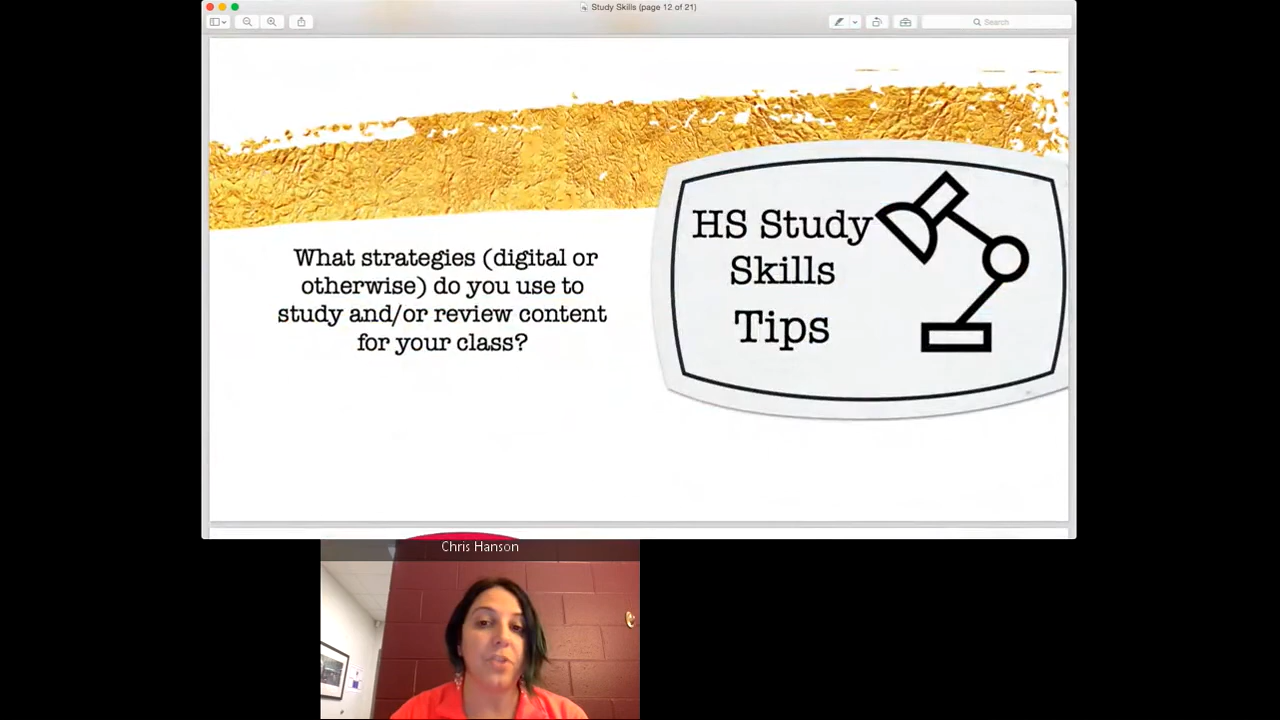 Study Skills (page 12 of 21)
Search
What strategies (digital or
otherwise) do you use to
study and/or review content
for your class?
HS Study
Skills
Tips
Chris Hanson